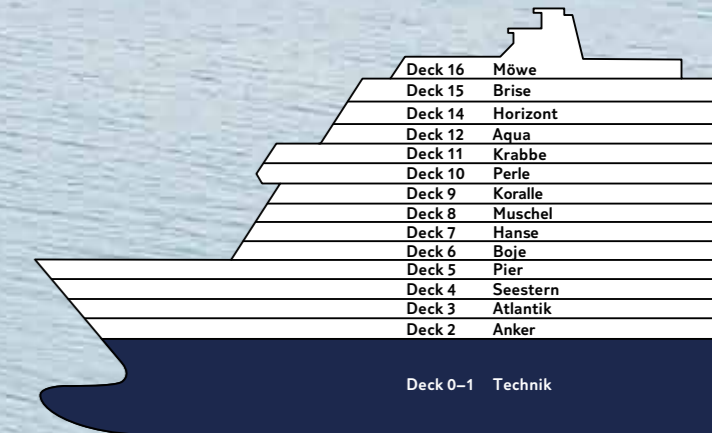 Deck 16 Möwe
Deck 15 Brise
Deck 14 Horizont
Deck 12 Aqua
Deck 11 Krabbe
Deck 10 Perle
Deck 9 Koralle
Deck 8 Muschel
Deck 7 Hanse
Deck 6 Boje
Deck 5 Pier
Deck 4 Seestern
Deck 3 Atlantik
Deck 2 Anker
Deck 0–1 Technik